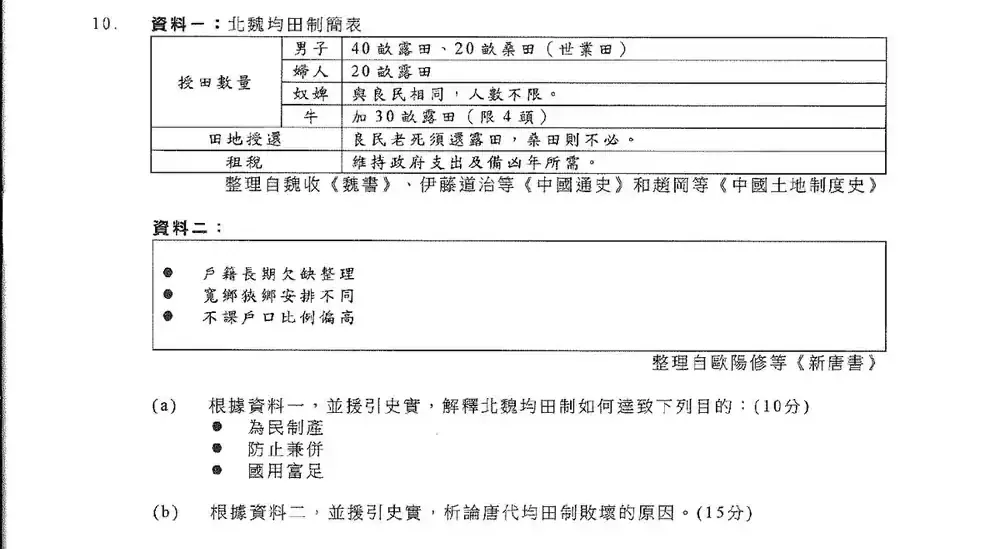 10. 資料一：北魏均田制簡表
授田數量
男子 40畝露田、20畝桑田（世業田）
婦人 20畝露田
奴婢 與良民相同，人數不限。
牛 加30畝露田（限4頭）
田地授還 良民老死須還露田，桑田則不必。
租稅 維持政府支出及備凶年所需。
整理自魏收《魏書》、伊藤道治等《中國通史》和趙岡等《中國土地制度史》
資料二：
● 戶籍長期欠缺整理
● 寬鄉狹鄉安排不同
● 不課戶口比例偏高
整理自歐陽修等《新唐書》
(a) 根據資料一，並援引史實，解釋北魏均田制如何達致下列目的：(10分)
● 為民制產
● 防止兼併
● 國用富足
(b) 根據資料二，並援引史實，析論唐代均田制敗壞的原因。(15分)